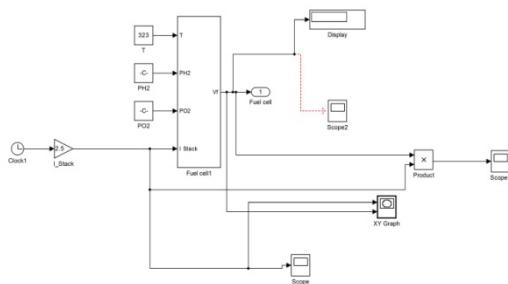 Display
323
T
T
-C-
PH2
PH2
-C-
PO2
PO2
Vf
1
Fuel cell
Scope2
Clock1
2.5
I_Stack
I Stack
Fuel cell1
×
Product
Scope
XY Graph
Scope